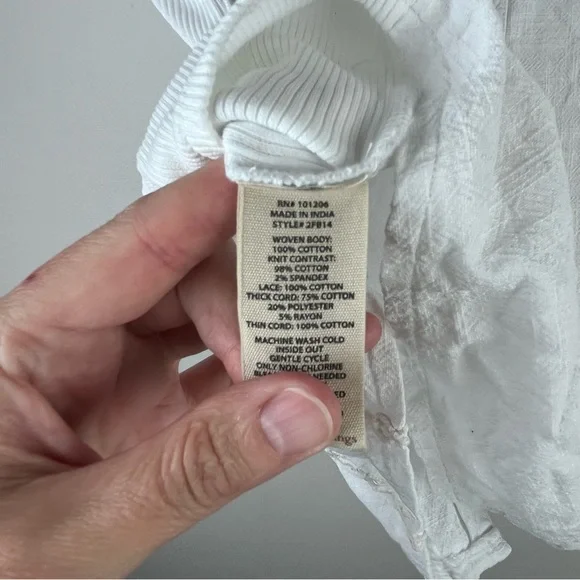 RN# 101206
MADE IN INDIA
STYLE# 2FB14
WOVEN BODY:
100% COTTON
KNIT CONTRAST:
98% COTTON
2% SPANDEX
LACE: 100% COTTON
THICK CORD: 75% COTTON
20% POLYESTER
5% RAYON
THIN CORD: 100% COTTON
MACHINE WASH COLD
INSIDE OUT
GENTLE CYCLE
ONLY NON-CHLORINE
NEEDED